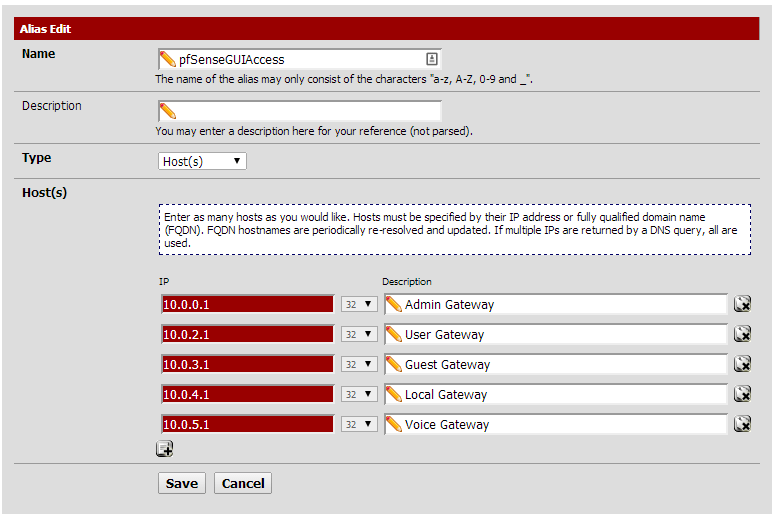 Alias Edit
Name
pfSenseGUIAccess
The name of the alias may only consist of the characters "a-z, A-Z, 0-9 and _".
Description
You may enter a description here for your reference (not parsed).
Type
Host(s)
Host(s)
Enter as many hosts as you would like. Hosts must be specified by their IP address or fully qualified domain name
(FQDN). FQDN hostnames are periodically re-resolved and updated. If multiple IPs are returned by a DNS query, all are
used.
IP Description
10.0.0.1 32 Admin Gateway
10.0.2.1 32 User Gateway
10.0.3.1 32 Guest Gateway
10.0.4.1 32 Local Gateway
10.0.5.1 32 Voice Gateway
Save Cancel